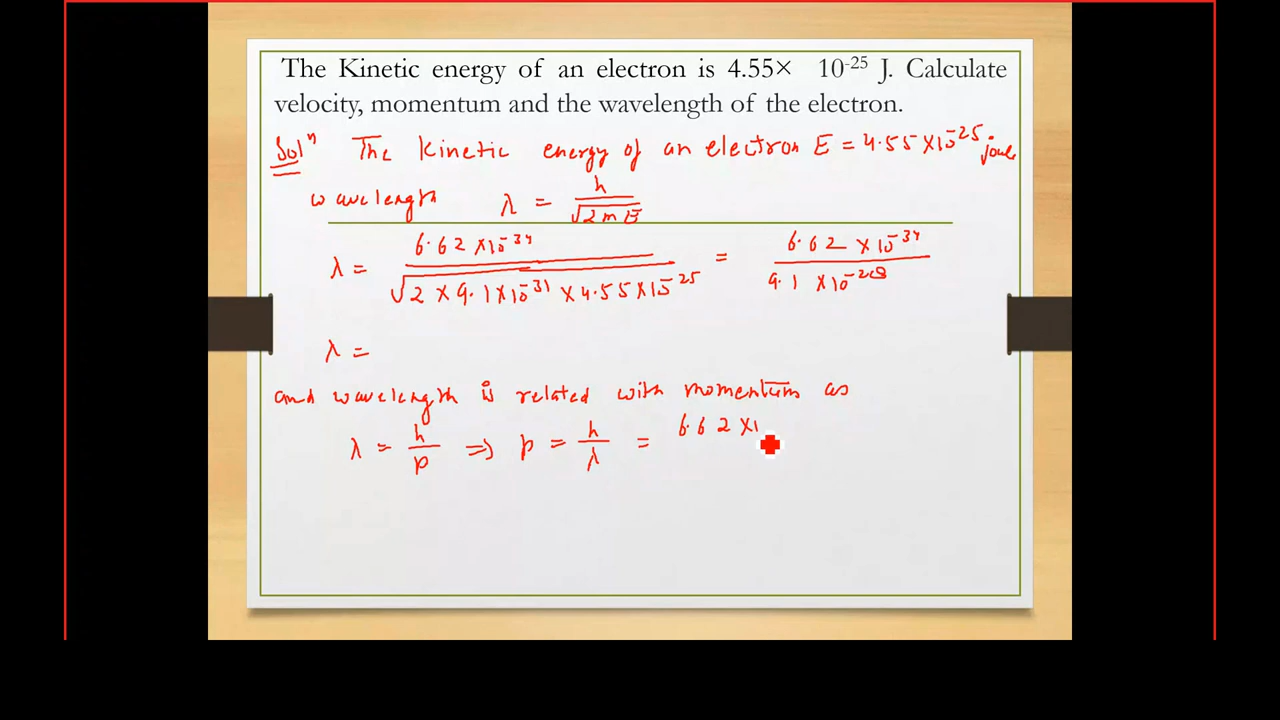 The Kinetic energy of an electron is 4.55× 10⁻²⁵ J. Calculate
velocity, momentum and the wavelength of the electron.
Solⁿ The Kinetic energy of an electron E = 4.55 × 10⁻²⁵ joule
wavelength λ = h / √2mE
λ = 6.62 × 10⁻³⁴ / √2 × 9.1 × 10⁻³¹ × 4.55 × 10⁻²⁵ = 6.62 × 10⁻³⁴ / 9.1 × 10⁻²⁸
λ =
and wavelength is related with momentum as
λ = h / p ⇒ p = h / λ = 6.62 × 1